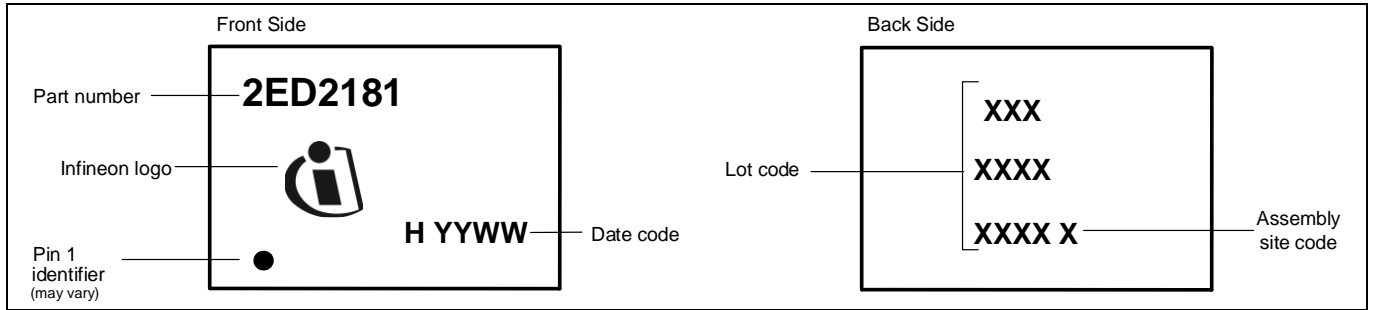 Front Side
Back Side
Part number
2ED2181
Infineon logo
H YYWW
Date code
Pin 1
identifier
(may vary)
Lot code
XXX
XXXX
XXXX X
Assembly
site code